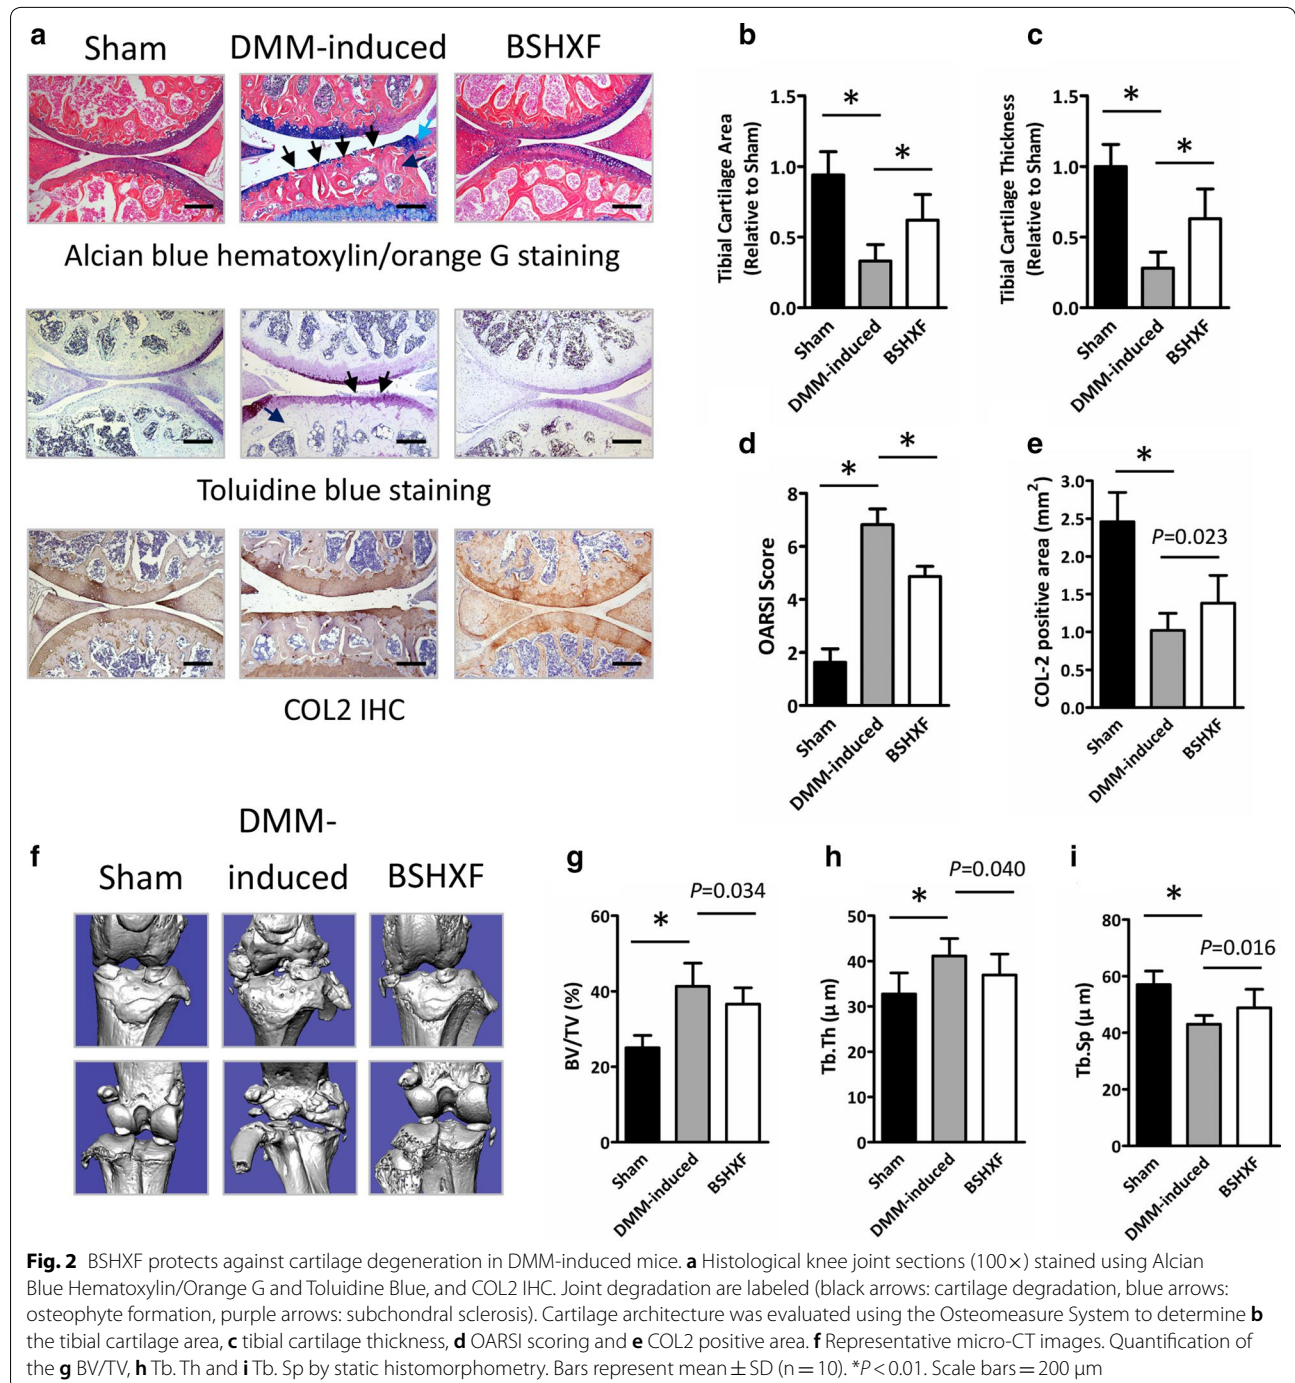 a
Sham DMM-induced BSHXF
Alcian blue hematoxylin/orange G staining
Toluidine blue staining
COL2 IHC
b
Tibial Cartilage Area
(Relative to Sham)
1.5
1.0
0.5
0.0
*
*
Sham
DMM-induced
BSHXF
c
Tibial Cartilage Thickness
(Relative to Sham)
1.5
1.0
0.5
0.0
*
*
Sham
DMM-induced
BSHXF
d
OARSI Score
8
6
4
2
0
*
*
Sham
DMM-induced
BSHXF
e
COL-2 positive area (mm²)
3.0
2.5
2.0
1.5
1.0
0.5
0.0
*
P=0.023
Sham
DMM-induced
BSHXF
f
DMM-
Sham induced BSHXF
g
BV/TV (%)
60
40
20
0
*
P=0.034
Sham
DMM-induced
BSHXF
h
Tb.Th (μ m)
50
40
30
20
10
0
*
P=0.040
Sham
DMM-induced
BSHXF
i
Tb.Sp (μ m)
80
60
40
20
0
*
P=0.016
Sham
DMM-induced
BSHXF
Fig. 2 BSHXF protects against cartilage degeneration in DMM-induced mice. a Histological knee joint sections (100×) stained using Alcian
Blue Hematoxylin/Orange G and Toluidine Blue, and COL2 IHC. Joint degradation are labeled (black arrows: cartilage degradation, blue arrows:
osteophyte formation, purple arrows: subchondral sclerosis). Cartilage architecture was evaluated using the Osteomeasure System to determine b
the tibial cartilage area, c tibial cartilage thickness, d OARSI scoring and e COL2 positive area. f Representative micro-CT images. Quantification of
the g BV/TV, h Tb. Th and i Tb. Sp by static histomorphometry. Bars represent mean ± SD (n = 10). *P < 0.01. Scale bars = 200 μm